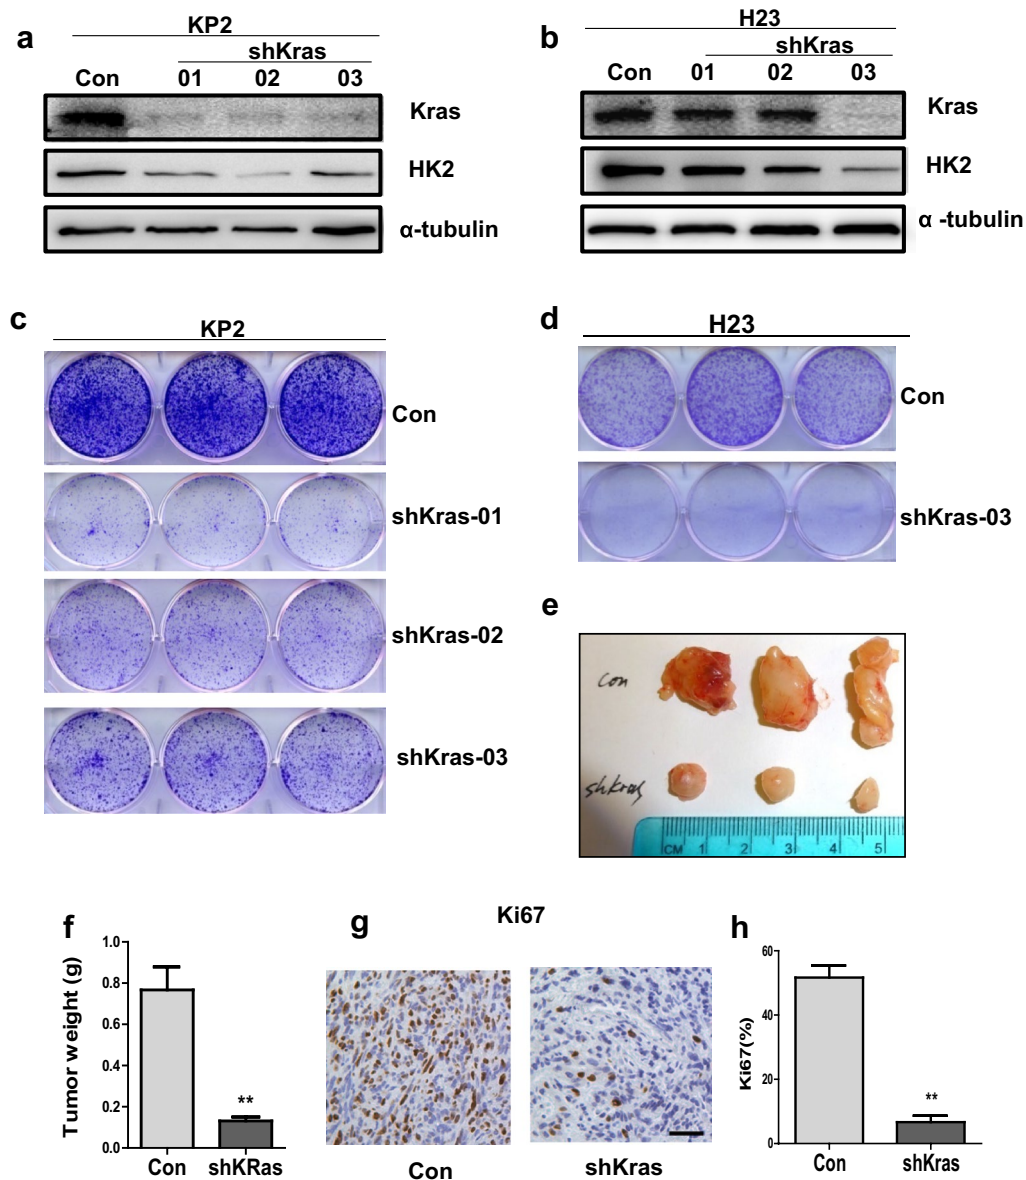 a
KP2
shKras
Con 01 02 03
Kras
HK2
α-tubulin
b
H23
shKras
Con 01 02 03
Kras
HK2
α -tubulin
c
KP2
Con
shKras-01
shKras-02
shKras-03
d
H23
Con
shKras-03
e
con
shkras
CM 1 2 3 4 5
f
Tumor weight (g)
1.0
0.8
0.6
0.4
0.2
0.0
**
Con shKRas
g
Ki67
Con shKras
h
Ki67(%)
60
40
20
0
**
Con shKras